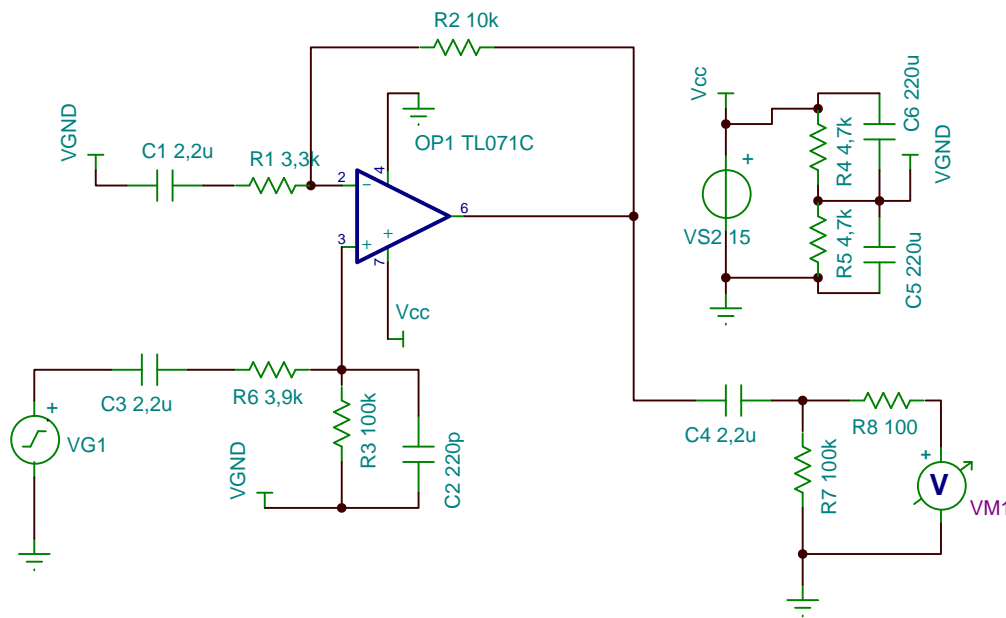 R2 10k
VGND
C1 2,2u
R1 3,3k
2
3
4
7
6
OP1 TL071C
Vcc
C3 2,2u
R6 3,9k
VG1
+
VGND
R3 100k
C2 220p
Vcc
VS2 15
+
R4 4,7k
R5 4,7k
C6 220u
C5 220u
VGND
C4 2,2u
R8 100
R7 100k
+
V
VM1